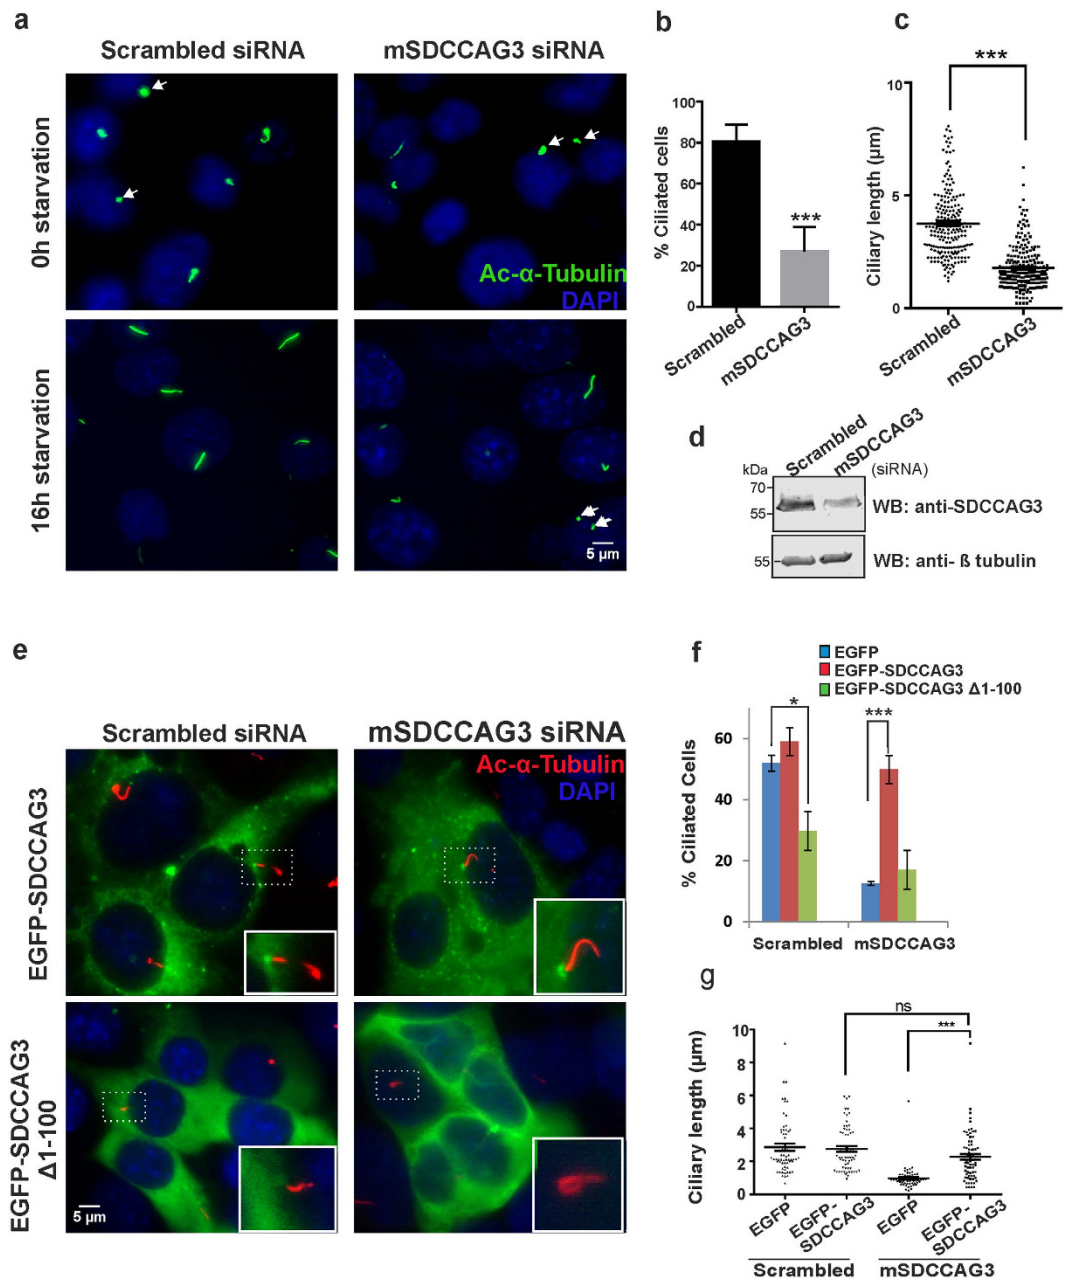 a
Scrambled siRNA
mSDCCAG3 siRNA
0h starvation
Ac-α-Tubulin
DAPI
16h starvation
5 µm
b
% Ciliated cells
100
80
60
40
20
0
***
Scrambled
mSDCCAG3
c
***
Ciliary length (µm)
10
5
0
Scrambled
mSDCCAG3
d
Scrambled
mSDCCAG3
(siRNA)
kDa
70
55
WB: anti-SDCCAG3
55
WB: anti- ß tubulin
e
Scrambled siRNA
mSDCCAG3 siRNA
EGFP-SDCCAG3
Ac-α-Tubulin
DAPI
EGFP-SDCCAG3
Δ1-100
5 µm
f
EGFP
EGFP-SDCCAG3
EGFP-SDCCAG3 Δ1-100
% Ciliated Cells
60
40
20
0
*
***
Scrambled
mSDCCAG3
g
ns
***
Ciliary length (µm)
10
8
6
4
2
0
EGFP
EGFP-
SDCCAG3
EGFP
EGFP-
SDCCAG3
Scrambled
mSDCCAG3